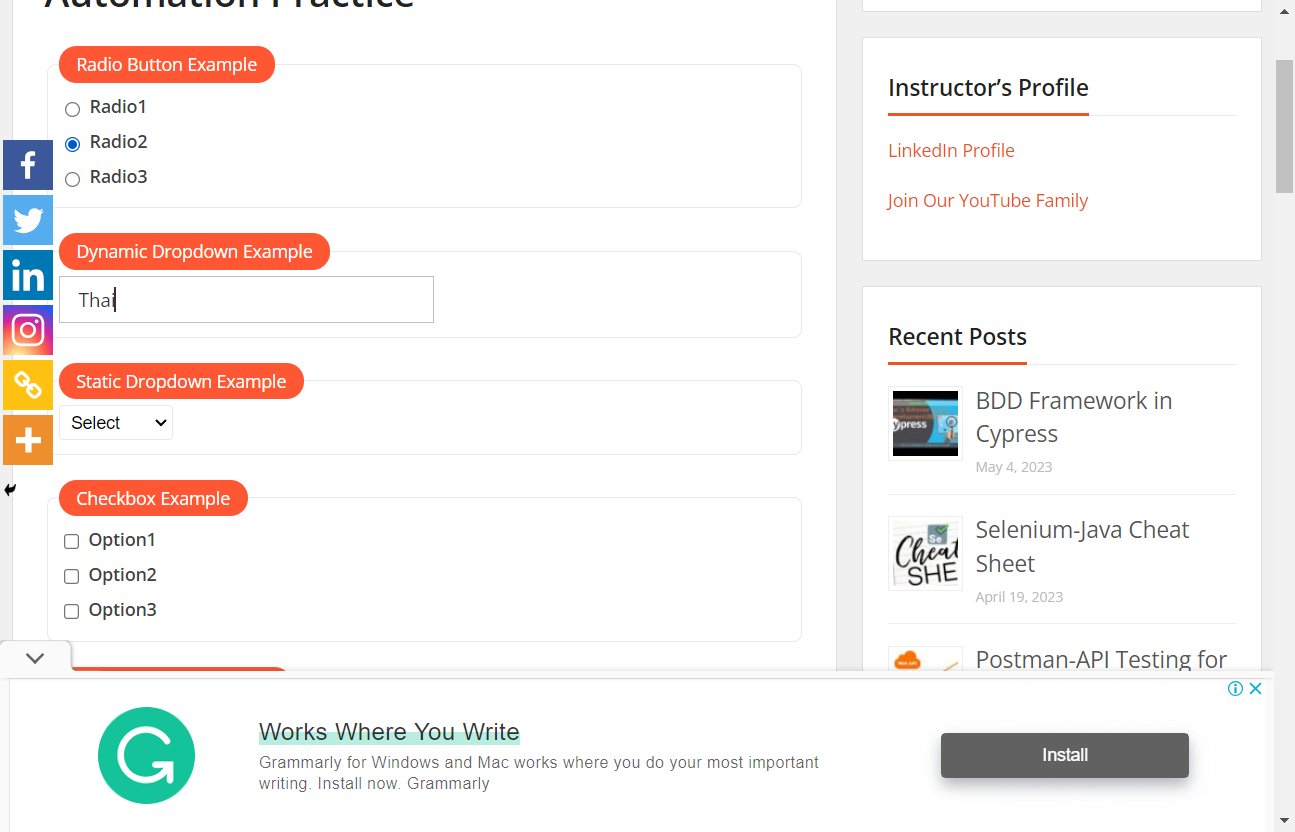 Automation Practice
Radio Button Example
Radio1
Radio2
Radio3
Dynamic Dropdown Example
Thai
Static Dropdown Example
Select
Checkbox Example
Option1
Option2
Option3
Instructor’s Profile
LinkedIn Profile
Join Our YouTube Family
Recent Posts
BDD Framework in
Cypress
May 4, 2023
Selenium-Java Cheat
Sheet
April 19, 2023
Postman-API Testing for
Works Where You Write
Grammarly for Windows and Mac works where you do your most important
writing. Install now. Grammarly
Install